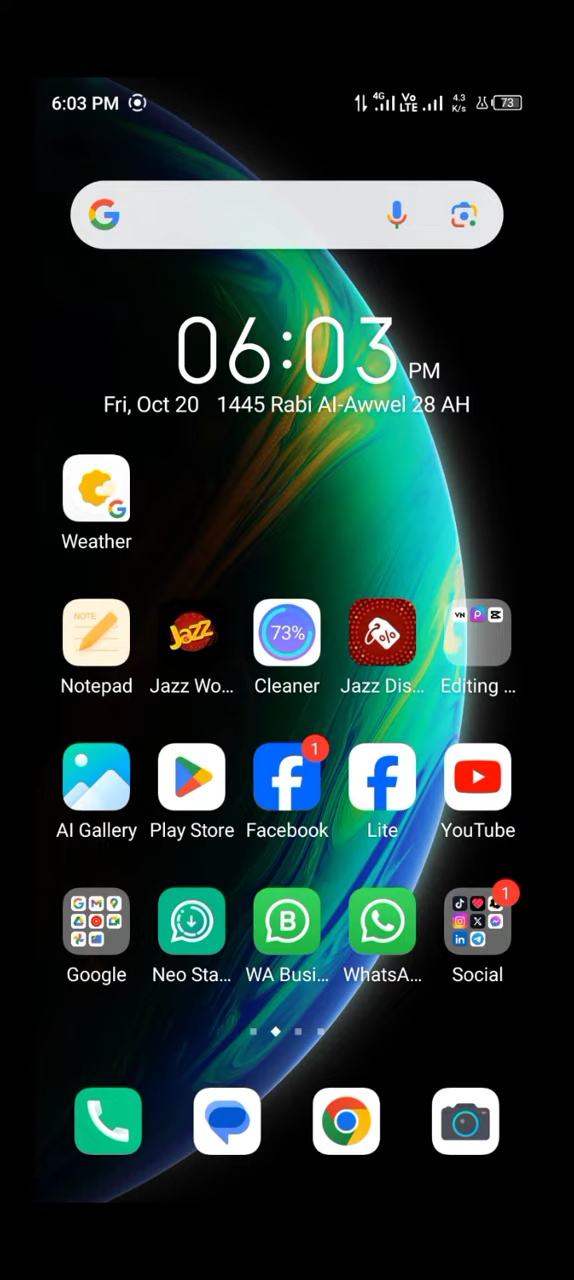 6:03 PM 4G Vo LTE 4.3 K/s 73
06:03 PM
Fri, Oct 20 1445 Rabi Al-Awwel 28 AH
Weather
NOTE 73%
Notepad Jazz Wo... Cleaner Jazz Dis... Editing ...
1
AI Gallery Play Store Facebook Lite YouTube
1
Google Neo Sta... WA Busi... WhatsA... Social